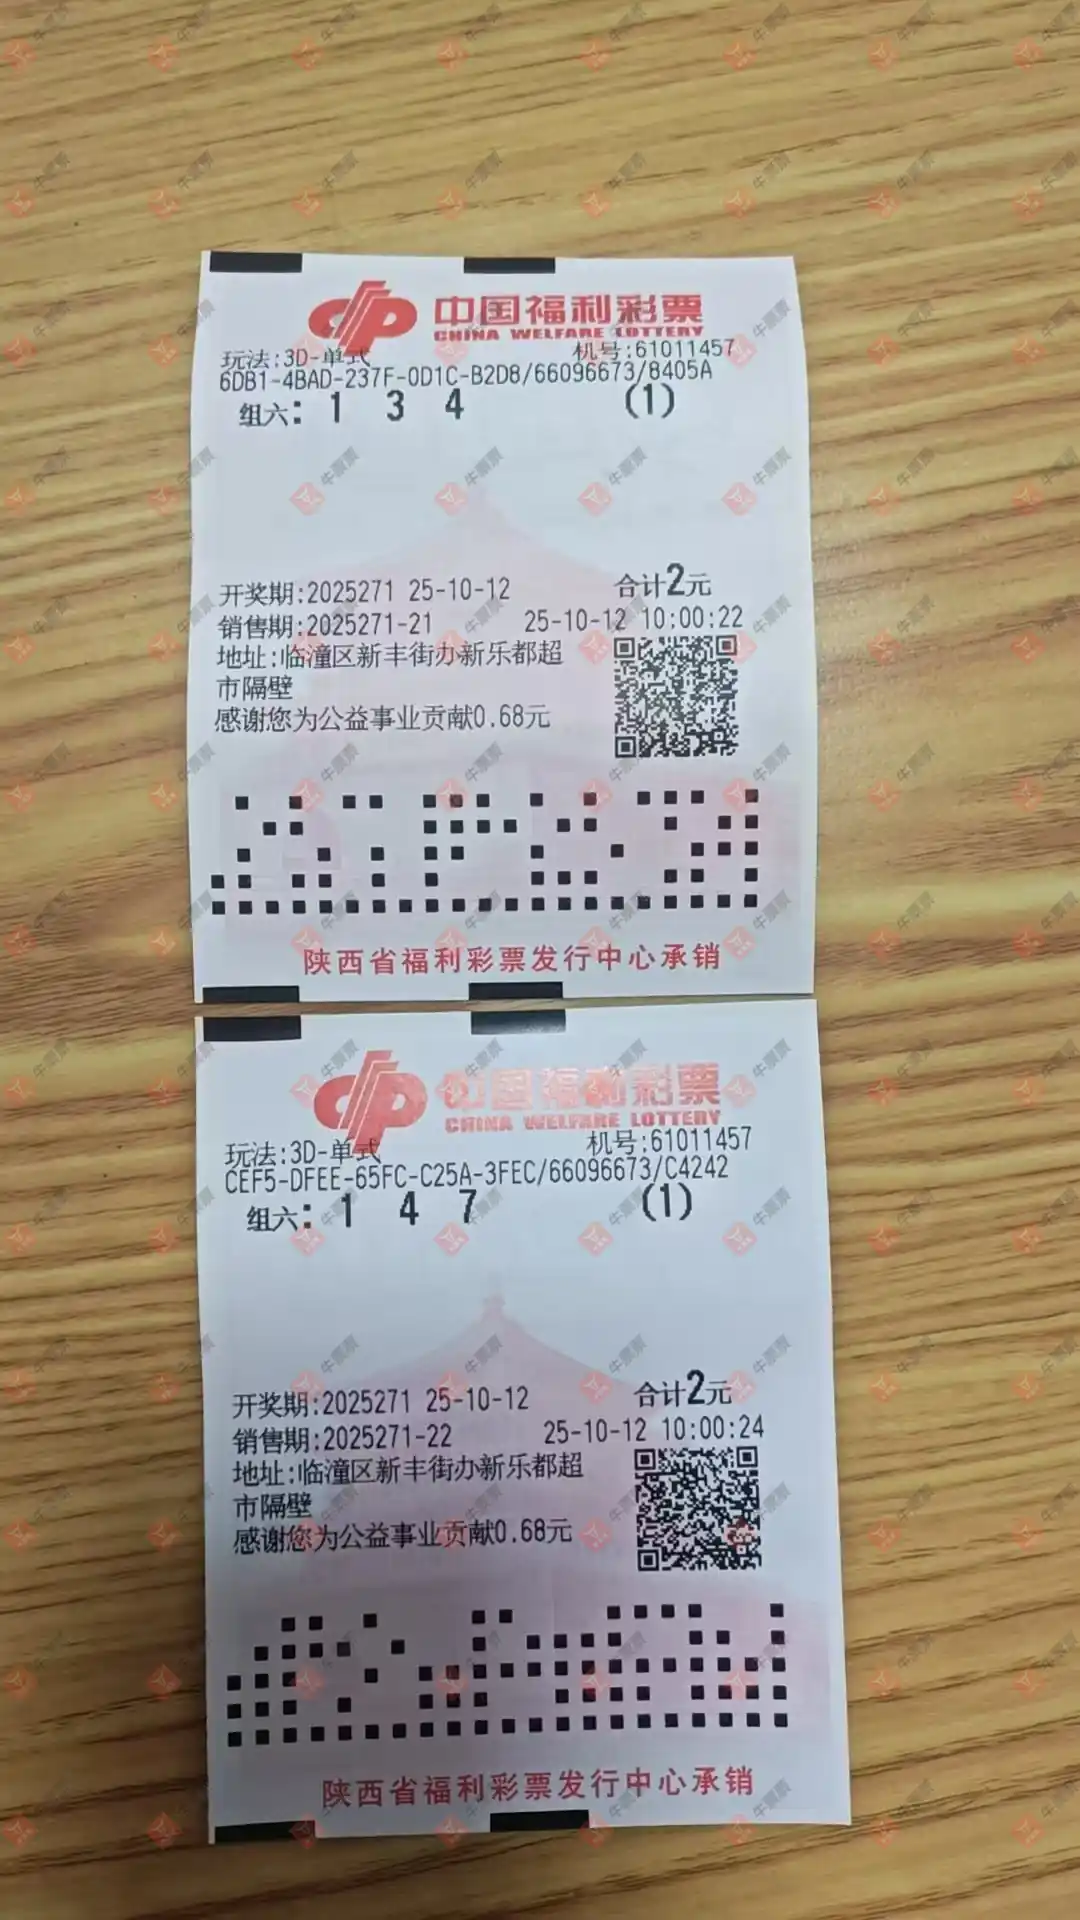 中国福利彩票
CHINA WELFARE LOTTERY
玩法:3D-单式 机号:61011457
6DB1-4BAD-237F-0D1C-B2D8/66096673/8405A
组六: 1 3 4 (1)
开奖期:2025271 25-10-12 合计2元
销售期:2025271-21 25-10-12 10:00:22
地址:临潼区新丰街办新乐都超
市隔壁
感谢您为公益事业贡献0.68元
陕西省福利彩票发行中心承销
中国福利彩票
CHINA WELFARE LOTTERY
玩法:3D-单式 机号:61011457
CEF5-DFEE-65FC-C25A-3FEC/66096673/C4242
组六: 1 4 7 (1)
开奖期:2025271 25-10-12 合计2元
销售期:2025271-22 25-10-12 10:00:24
地址:临潼区新丰街办新乐都超
市隔壁
感谢您为公益事业贡献0.68元
陕西省福利彩票发行中心承销
牛票票